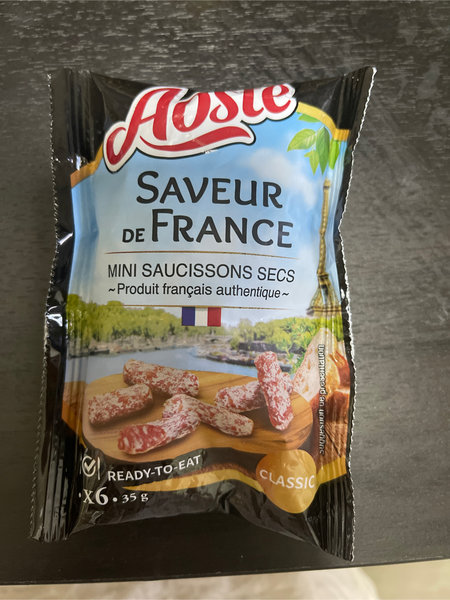 Aoste
SAVEUR
DE FRANCE
MINI SAUCISSONS SECS
~Produit français authentique~
READY-TO-EAT
•X6• 35 g
CLASSIC